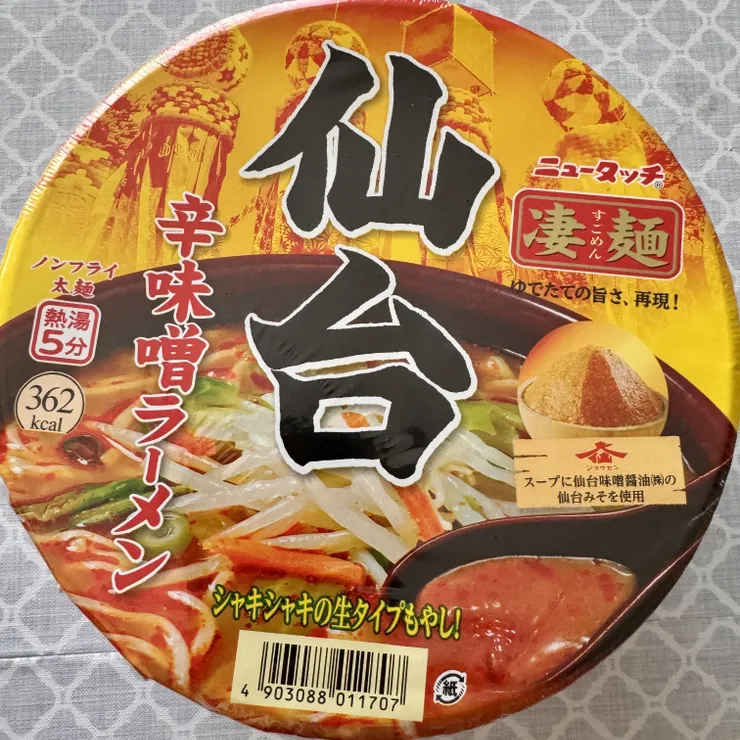 仙台
辛味噌ラーメン
ニュータッチ®
凄麺
すごめん
ゆでたての旨さ、再現!
ノンフライ
太麺
熱湯
5分
362
kcal
ジョウセン
スープに仙台味噌醤油㈱の
仙台みそを使用
シャキシャキの生タイプもやし!
4 903088 011707
紙